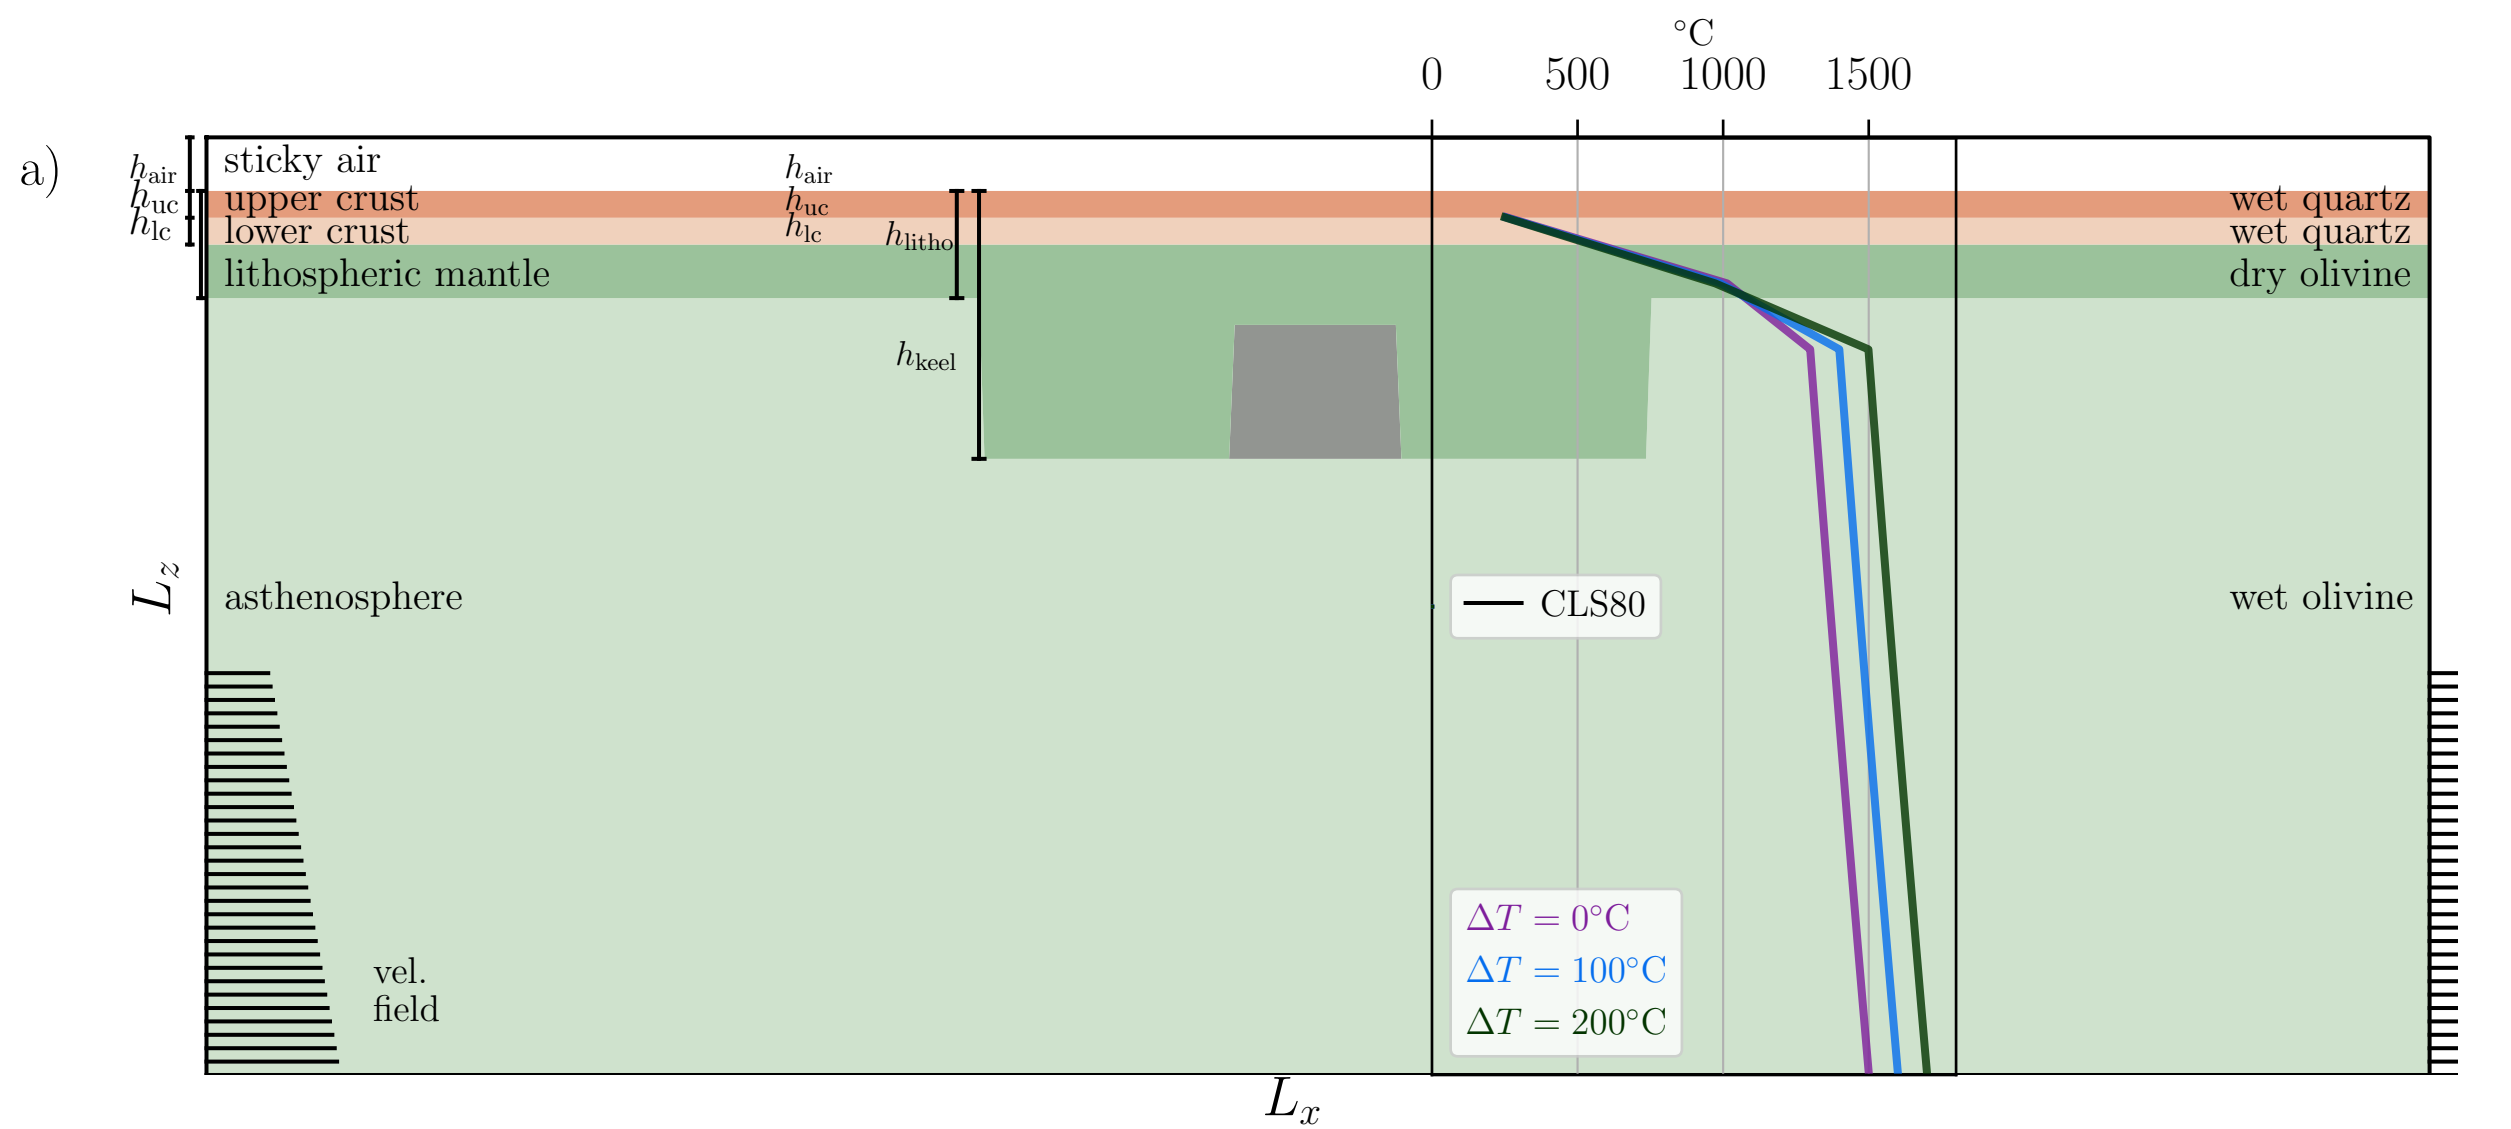 °C
0 500 1000 1500
a)
h_air sticky air h_air
h_uc upper crust h_uc wet quartz
h_lc lower crust h_lc h_litho wet quartz
lithospheric mantle dry olivine
h_keel
L_z asthenosphere CLS80 wet olivine
ΔT = 0°C
ΔT = 100°C
ΔT = 200°C
vel.
field
L_x